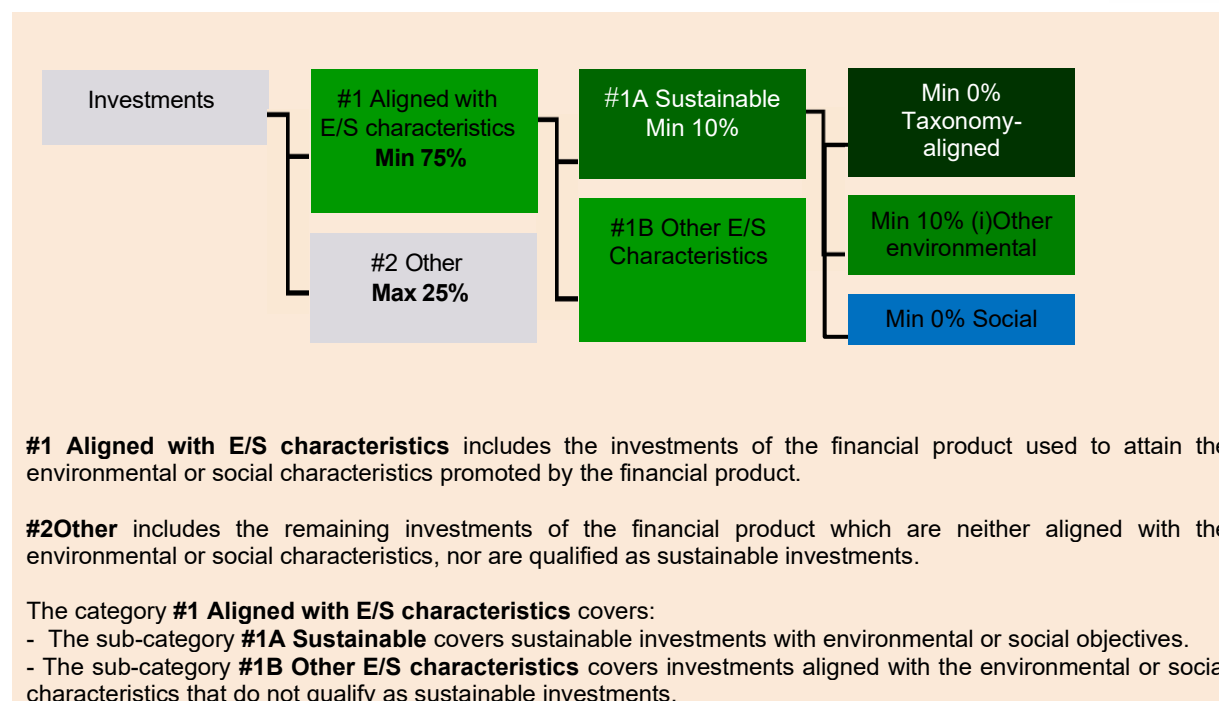 Investments
#1 Aligned with
E/S characteristics
Min 75%
#2 Other
Max 25%
#1A Sustainable
Min 10%
#1B Other E/S
Characteristics
Min 0%
Taxonomy-
aligned
Min 10% (i)Other
environmental
Min 0% Social
#1 Aligned with E/S characteristics includes the investments of the financial product used to attain the
environmental or social characteristics promoted by the financial product.
#2Other includes the remaining investments of the financial product which are neither aligned with the
environmental or social characteristics, nor are qualified as sustainable investments.
The category #1 Aligned with E/S characteristics covers:
- The sub-category #1A Sustainable covers sustainable investments with environmental or social objectives.
- The sub-category #1B Other E/S characteristics covers investments aligned with the environmental or social
characteristics that do not qualify as sustainable investments.